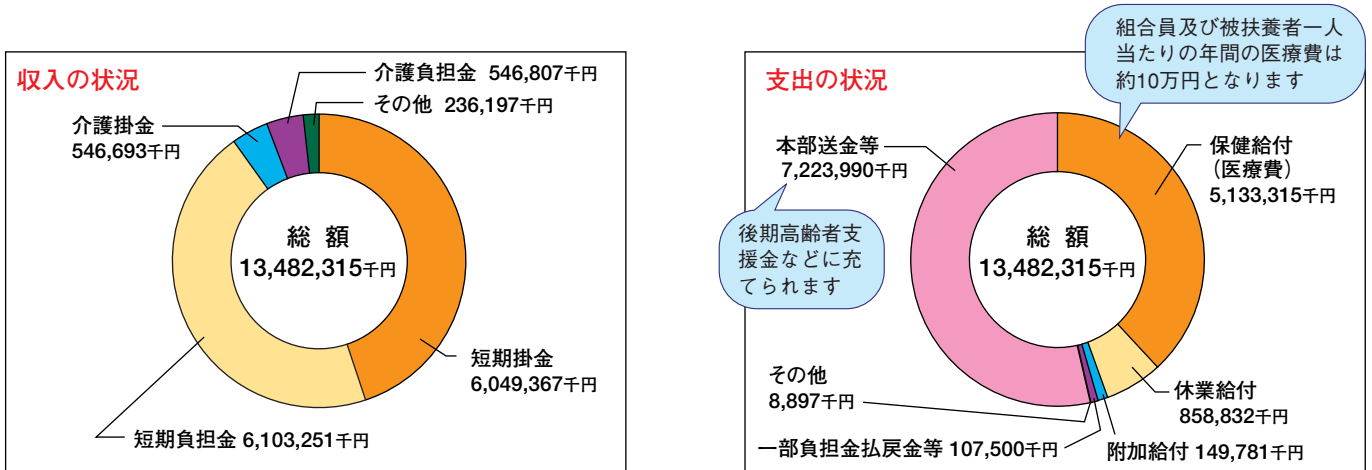 収入の状況
介護負担金 546,807千円
その他 236,197千円
介護掛金
546,693千円
総 額
13,482,315千円
短期掛金
6,049,367千円
短期負担金 6,103,251千円
支出の状況
組合員及び被扶養者一人
当たりの年間の医療費は
約10万円となります
本部送金等
7,223,990千円
保健給付
（医療費）
5,133,315千円
後期高齢者支
援金などに充
てられます
総 額
13,482,315千円
その他
8,897千円
休業給付
858,832千円
一部負担金払戻金等 107,500千円
附加給付 149,781千円